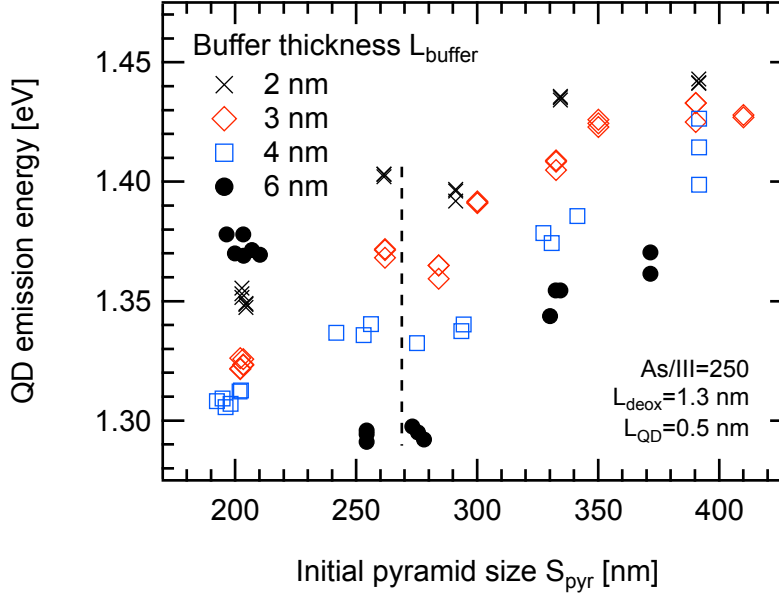 Buffer thickness L_buffer
2 nm
3 nm
4 nm
6 nm
QD emission energy [eV]
1.45
1.40
1.35
1.30
As/III=250
L_deox=1.3 nm
L_QD=0.5 nm
200 250 300 350 400
Initial pyramid size S_pyr [nm]